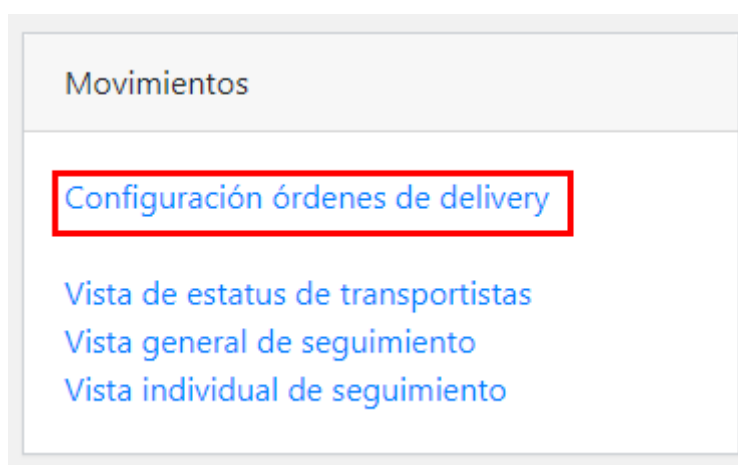 Movimientos
Configuración órdenes de delivery
Vista de estatus de transportistas
Vista general de seguimiento
Vista individual de seguimiento